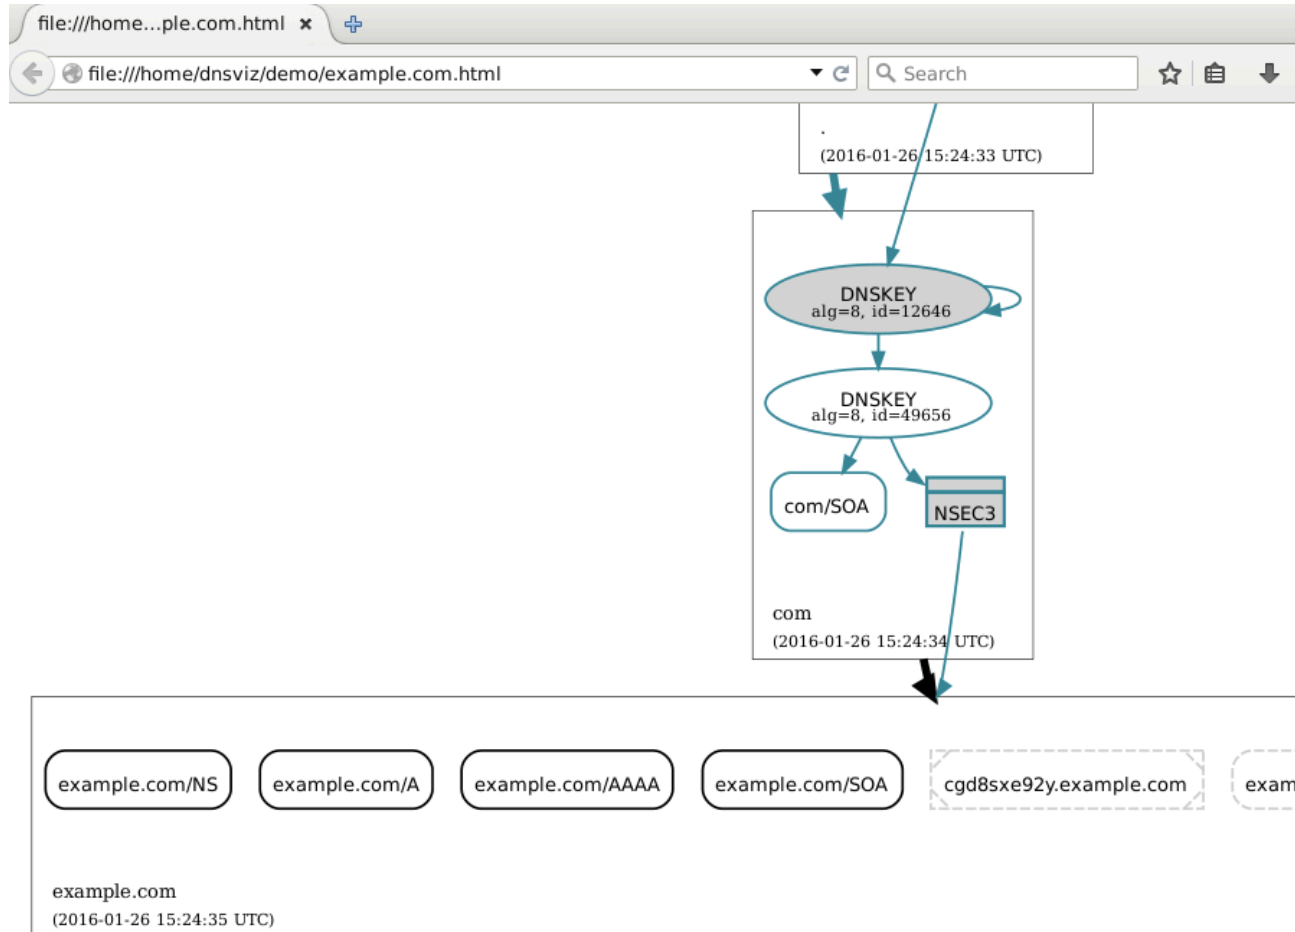 file:///home...ple.com.html
file:///home/dnsviz/demo/example.com.html
Search
.
(2016-01-26 15:24:33 UTC)
DNSKEY
alg=8, id=12646
DNSKEY
alg=8, id=49656
com/SOA
NSEC3
com
(2016-01-26 15:24:34 UTC)
example.com/NS
example.com/A
example.com/AAAA
example.com/SOA
cgd8sxe92y.example.com
exam
example.com
(2016-01-26 15:24:35 UTC)